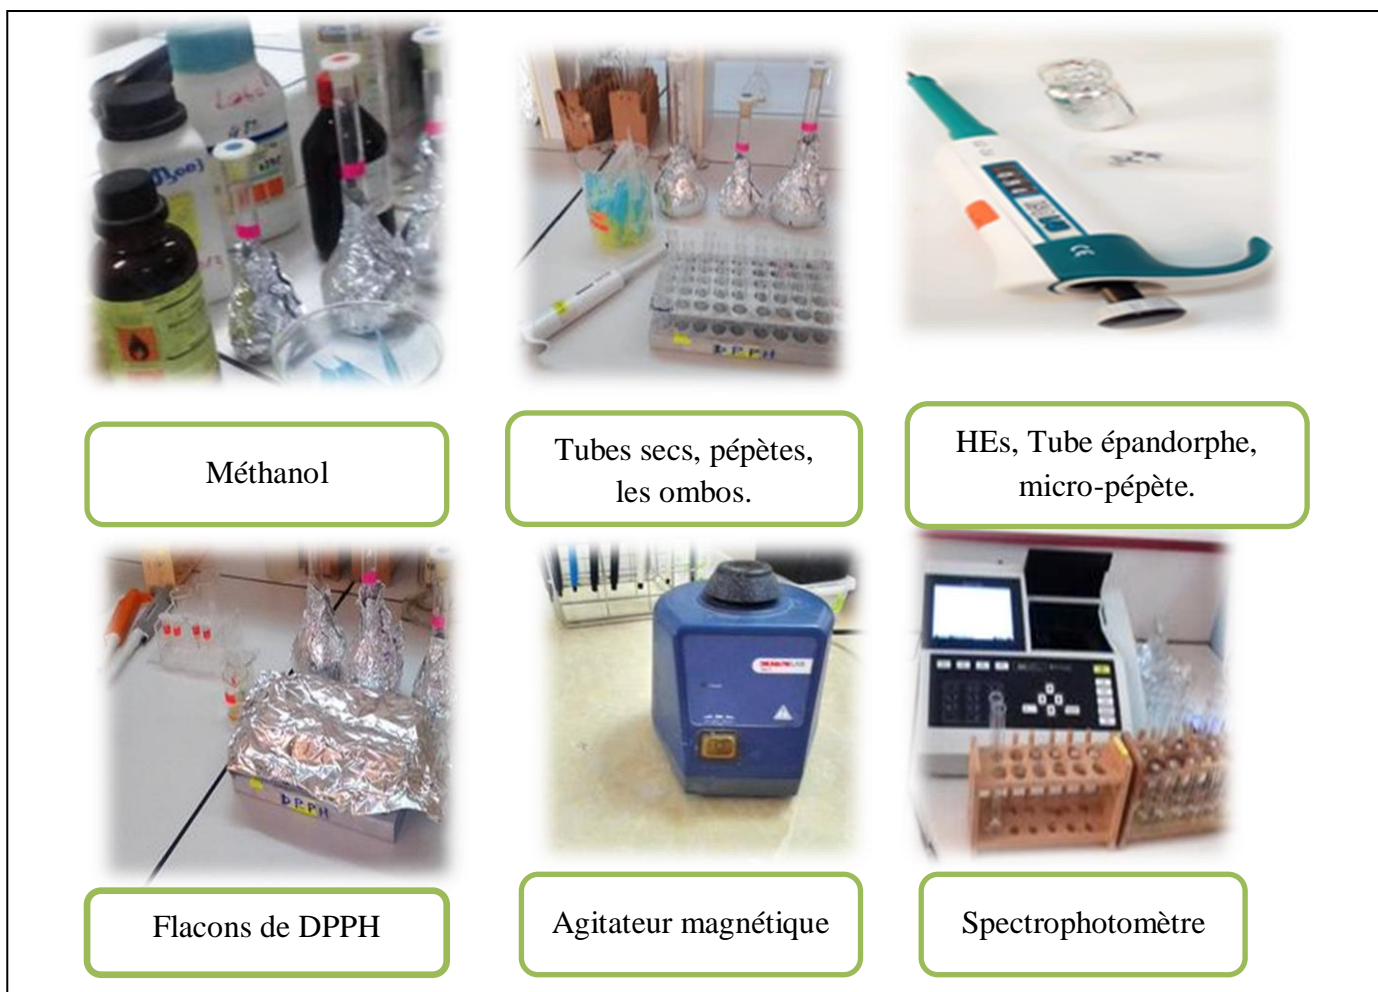 DPPH
Méthanol
Tubes secs, pépètes,
les ombos.
HEs, Tube épandorphe,
micro-pépète.
DPPH
Flacons de DPPH
Agitateur magnétique
Spectrophotomètre